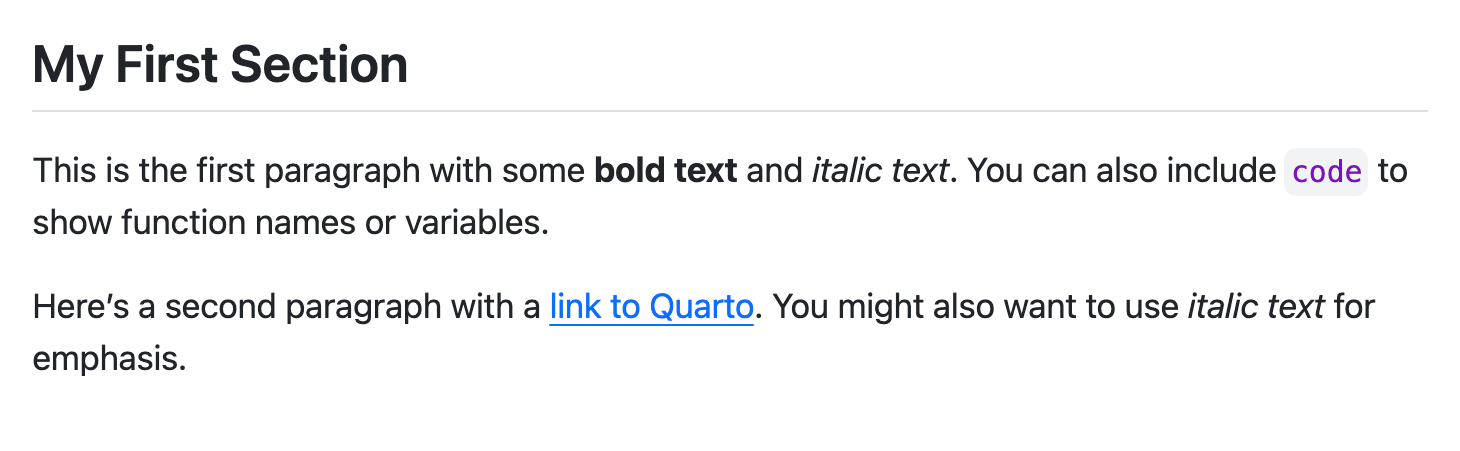 My First Section
This is the first paragraph with some bold text and italic text. You can also include code to
show function names or variables.
Here’s a second paragraph with a link to Quarto. You might also want to use italic text for
emphasis.